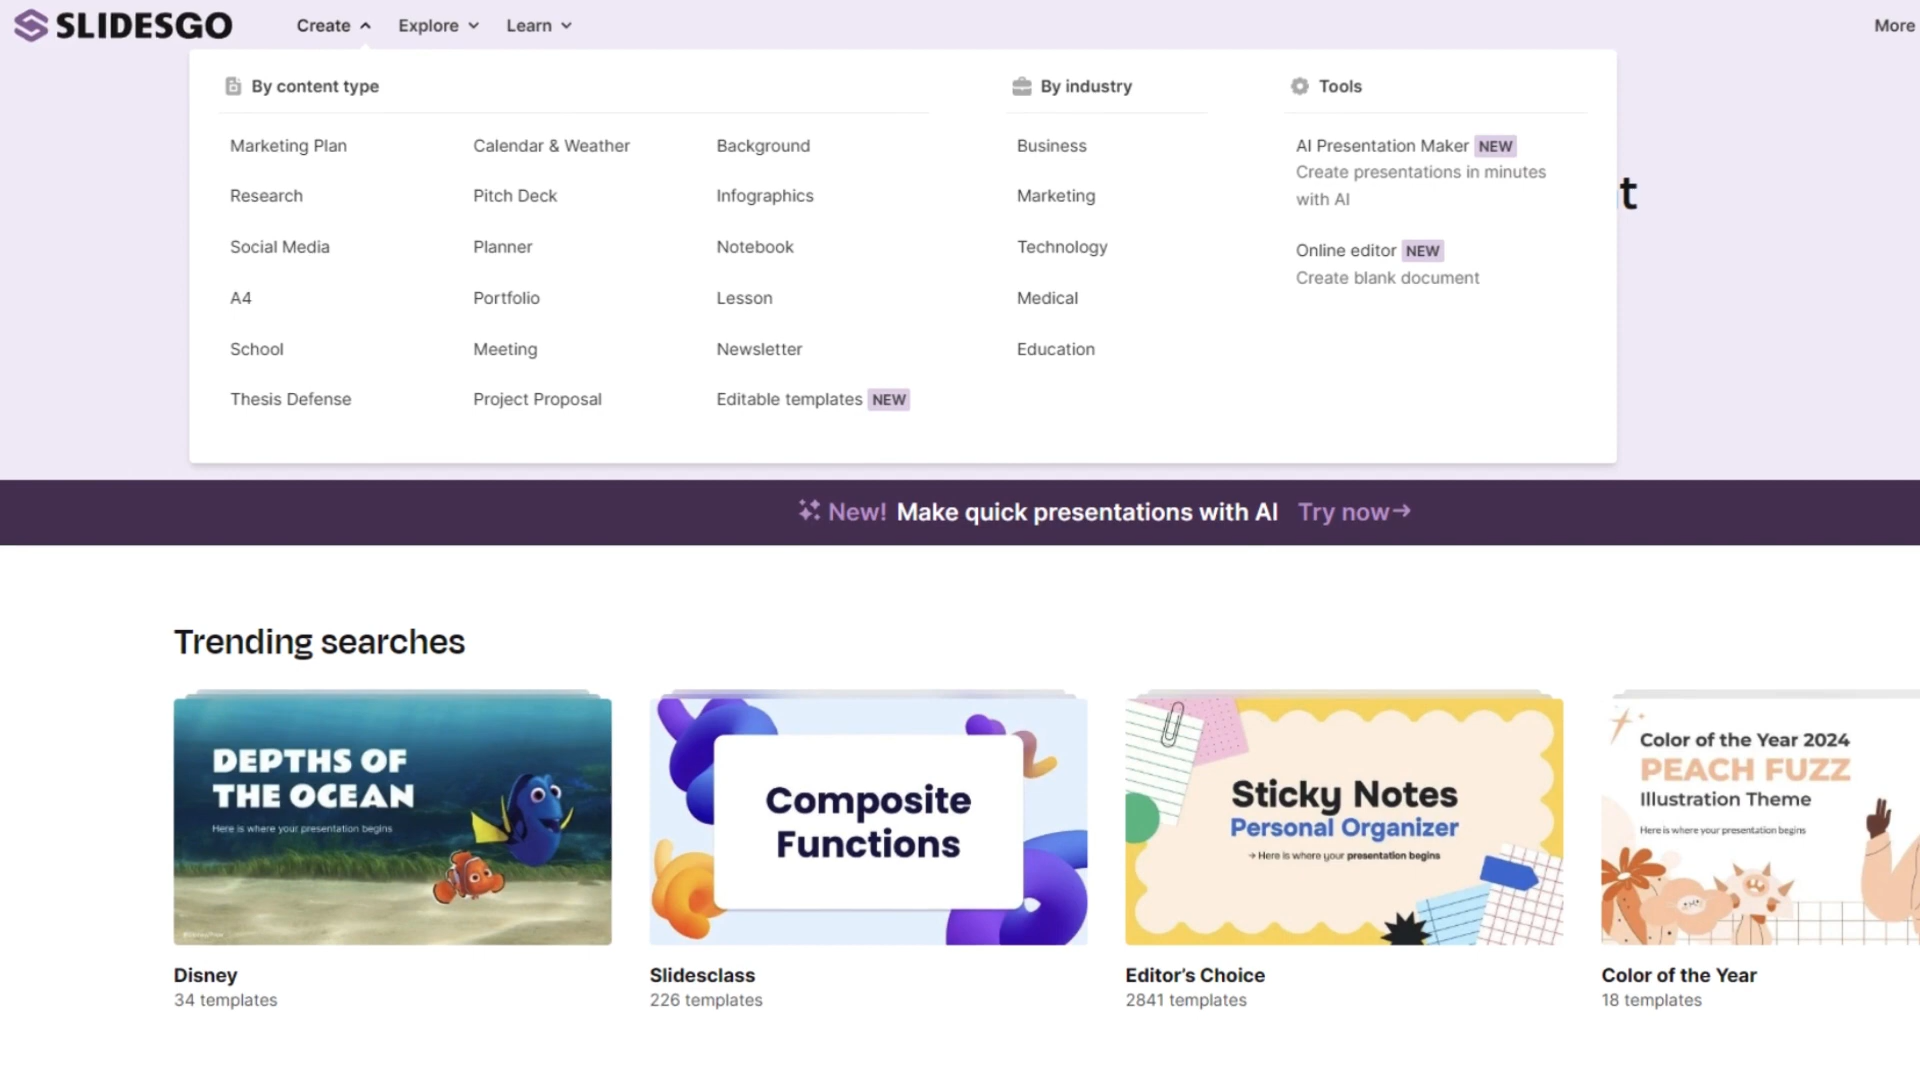 SLIDESGO
Create
Explore
Learn
More
By content type
Marketing Plan
Research
Social Media
A4
School
Thesis Defense
Calendar & Weather
Pitch Deck
Planner
Portfolio
Meeting
Project Proposal
Background
Infographics
Notebook
Lesson
Newsletter
Editable templates NEW
By industry
Business
Marketing
Technology
Medical
Education
Tools
AI Presentation Maker NEW
Create presentations in minutes
with AI
Online editor NEW
Create blank document
t
New! Make quick presentations with AI Try now→
Trending searches
DEPTHS OF
THE OCEAN
Here is where your presentation begins
Disney
34 templates
Composite
Functions
Slidesclass
226 templates
Sticky Notes
Personal Organizer
→ Here is where your presentation begins
Editor's Choice
2841 templates
Color of the Year 2024
PEACH FUZZ
Illustration Theme
Here is where your presentation begins
Color of the Year
18 templates